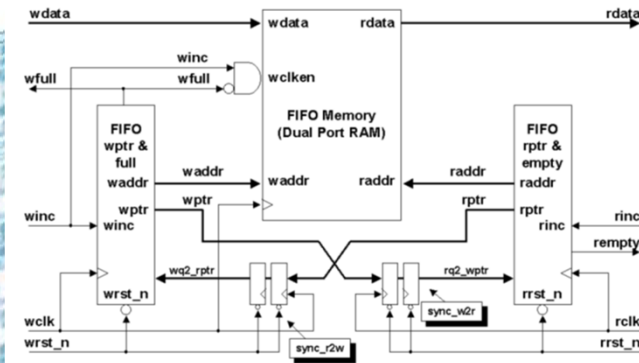 wdata
wdata
rdata
rdata
winc
wfull
wfull
wclken
FIFO Memory
(Dual Port RAM)
FIFO
wptr &
full
FIFO
rptr &
empty
waddr
waddr
waddr
raddr
raddr
raddr
wptr
wptr
rptr
rptr
winc
winc
rinc
rinc
rempty
wq2_rptr
rq2_wptr
wrst_n
rrst_n
sync_w2r
wclk
rclk
wrst_n
rrst_n
sync_r2w